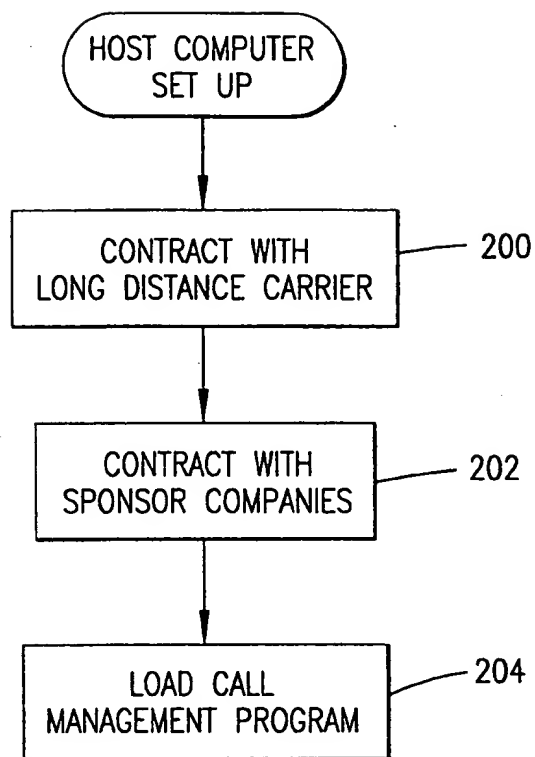 HOST COMPUTER
SET UP
CONTRACT WITH
LONG DISTANCE CARRIER
200
CONTRACT WITH
SPONSOR COMPANIES
202
LOAD CALL
MANAGEMENT PROGRAM
204